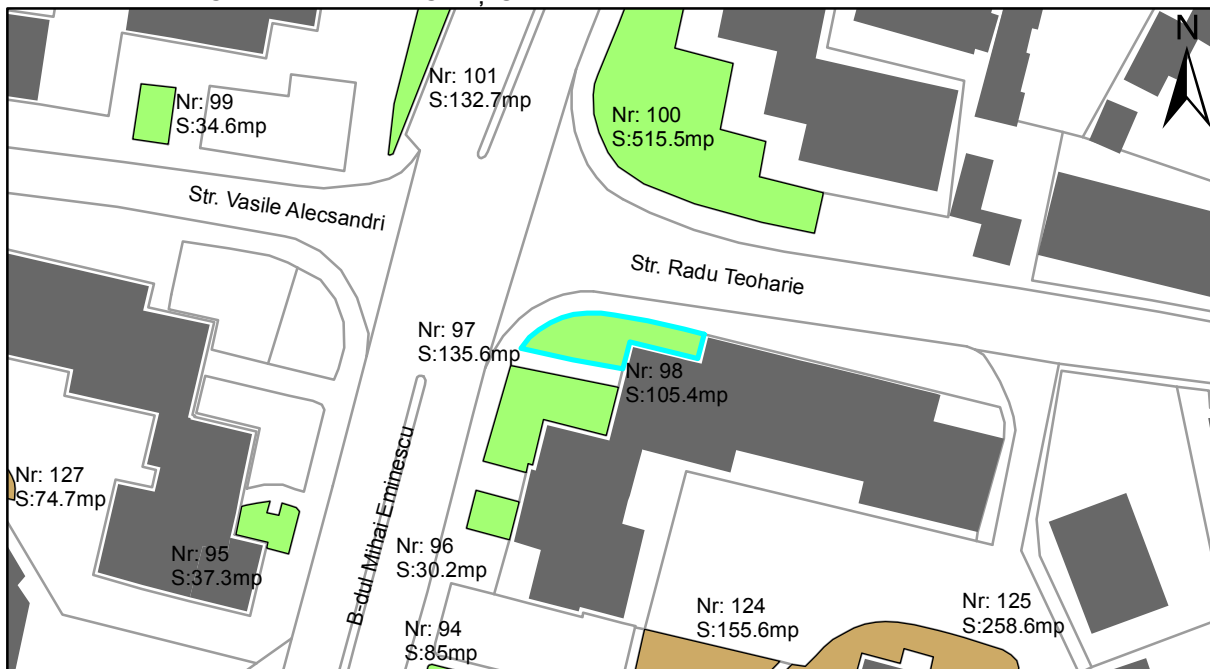 N
Nr: 101
S:132.7mp
Nr: 99
S:34.6mp
Nr: 100
S:515.5mp
Str. Vasile Alecsandri
Str. Radu Teoharie
Nr: 97
S:135.6mp
Nr: 98
S:105.4mp
B-dul Mihai Eminescu
Nr: 127
S:74.7mp
Nr: 95
S:37.3mp
Nr: 96
S:30.2mp
Nr: 124
S:155.6mp
Nr: 125
S:258.6mp
Nr: 94
S:85mp